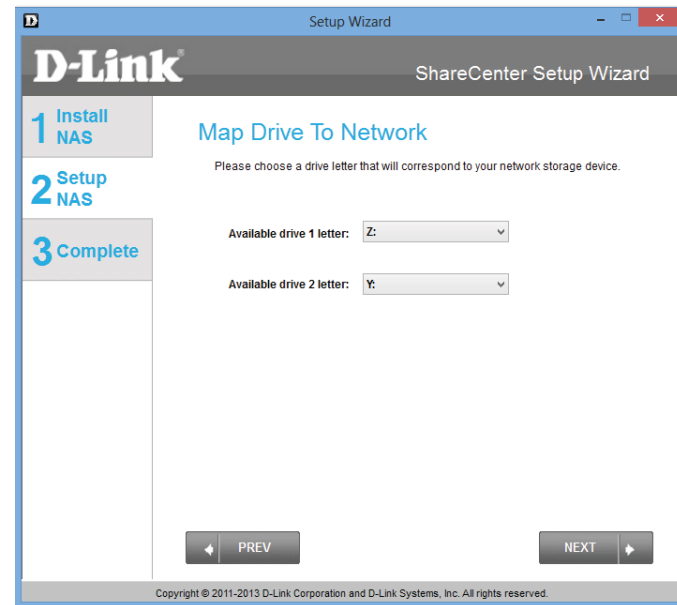 Setup Wizard
D-Link
ShareCenter Setup Wizard
1 Install
NAS
2 Setup
NAS
3 Complete
Map Drive To Network
Please choose a drive letter that will correspond to your network storage device.
Available drive 1 letter: Z:
Available drive 2 letter: Y:
PREV
NEXT
Copyright © 2011-2013 D-Link Corporation and D-Link Systems, Inc. All rights reserved.